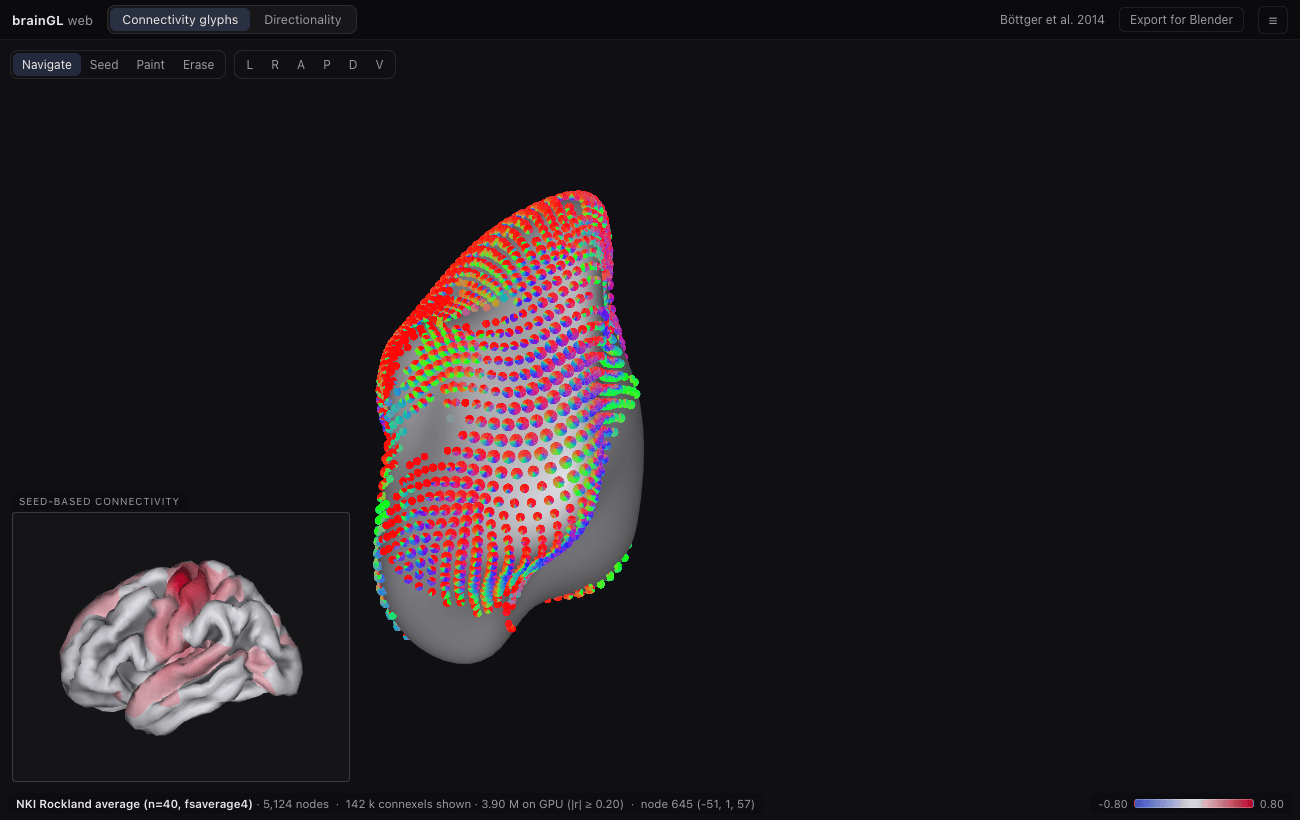 brainGL web Connectivity glyphs Directionality Böttger et al. 2014 Export for Blender ≡
Navigate Seed Paint Erase L R A P D V
SEED-BASED CONNECTIVITY
NKI Rockland average (n=40, fsaverage4) · 5,124 nodes · 142 k connexels shown · 3.90 M on GPU (|r| ≥ 0.20) · node 645 (-51, 1, 57) -0.80 0.80